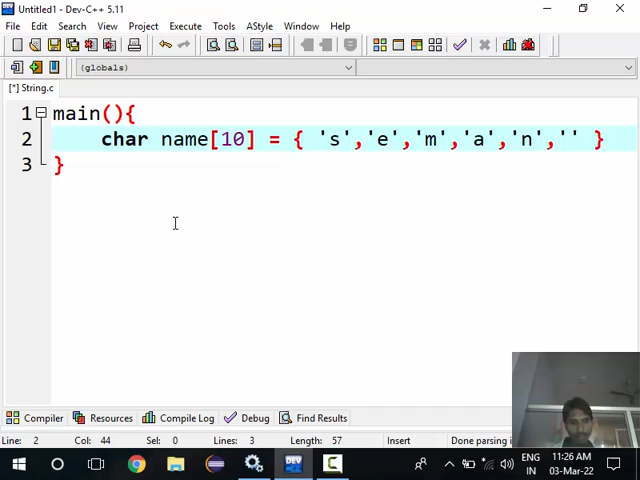 Untitled1 - Dev-C++ 5.11
File Edit Search View Project Execute Tools AStyle Window Help
(globals)
[*] String.c
1 main(){
2 char name[10] = { 's','e','m','a','n','' }
3 }
Compiler Resources Compile Log Debug Find Results
Line: 2 Col: 44 Sel: 0 Lines: 3 Length: 57 Insert Done parsing i
DEV
ENG 11:26 AM
IN 03-Mar-22